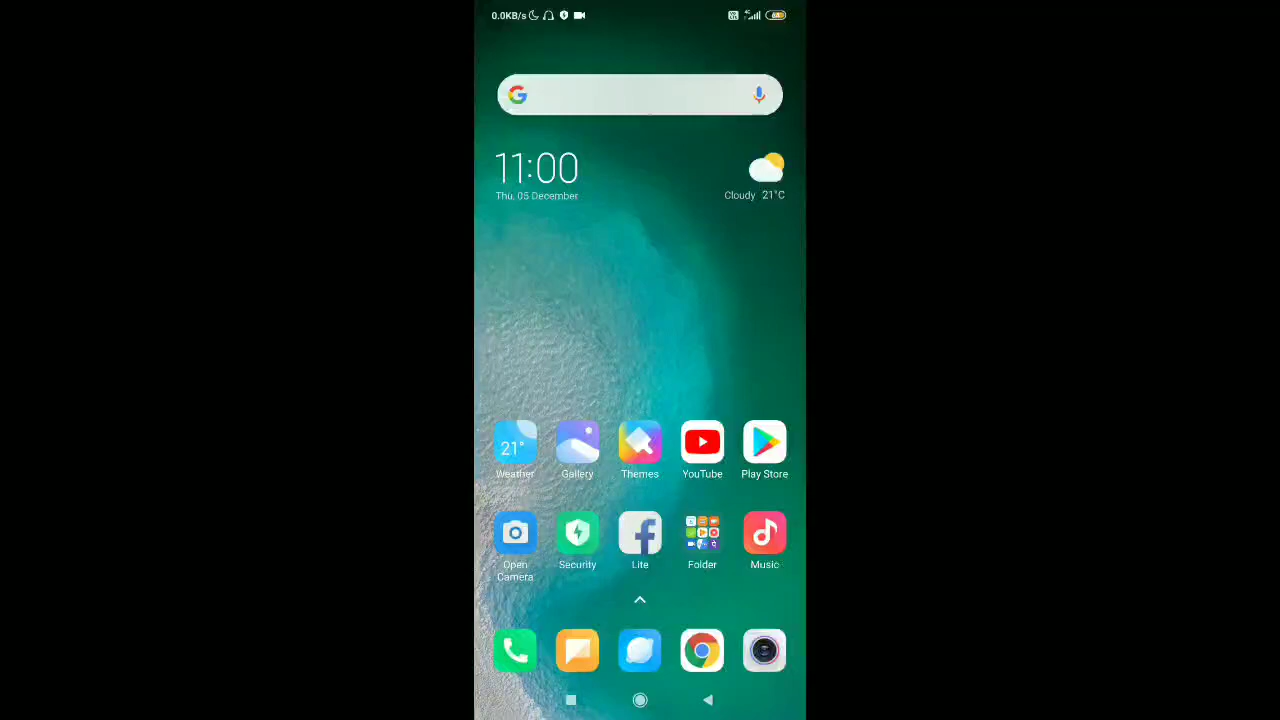 0.0KB/s
11:00
Thu, 05 December
Cloudy 21°C
21°
Weather Gallery Themes YouTube Play Store
Open Camera Security Lite Folder Music